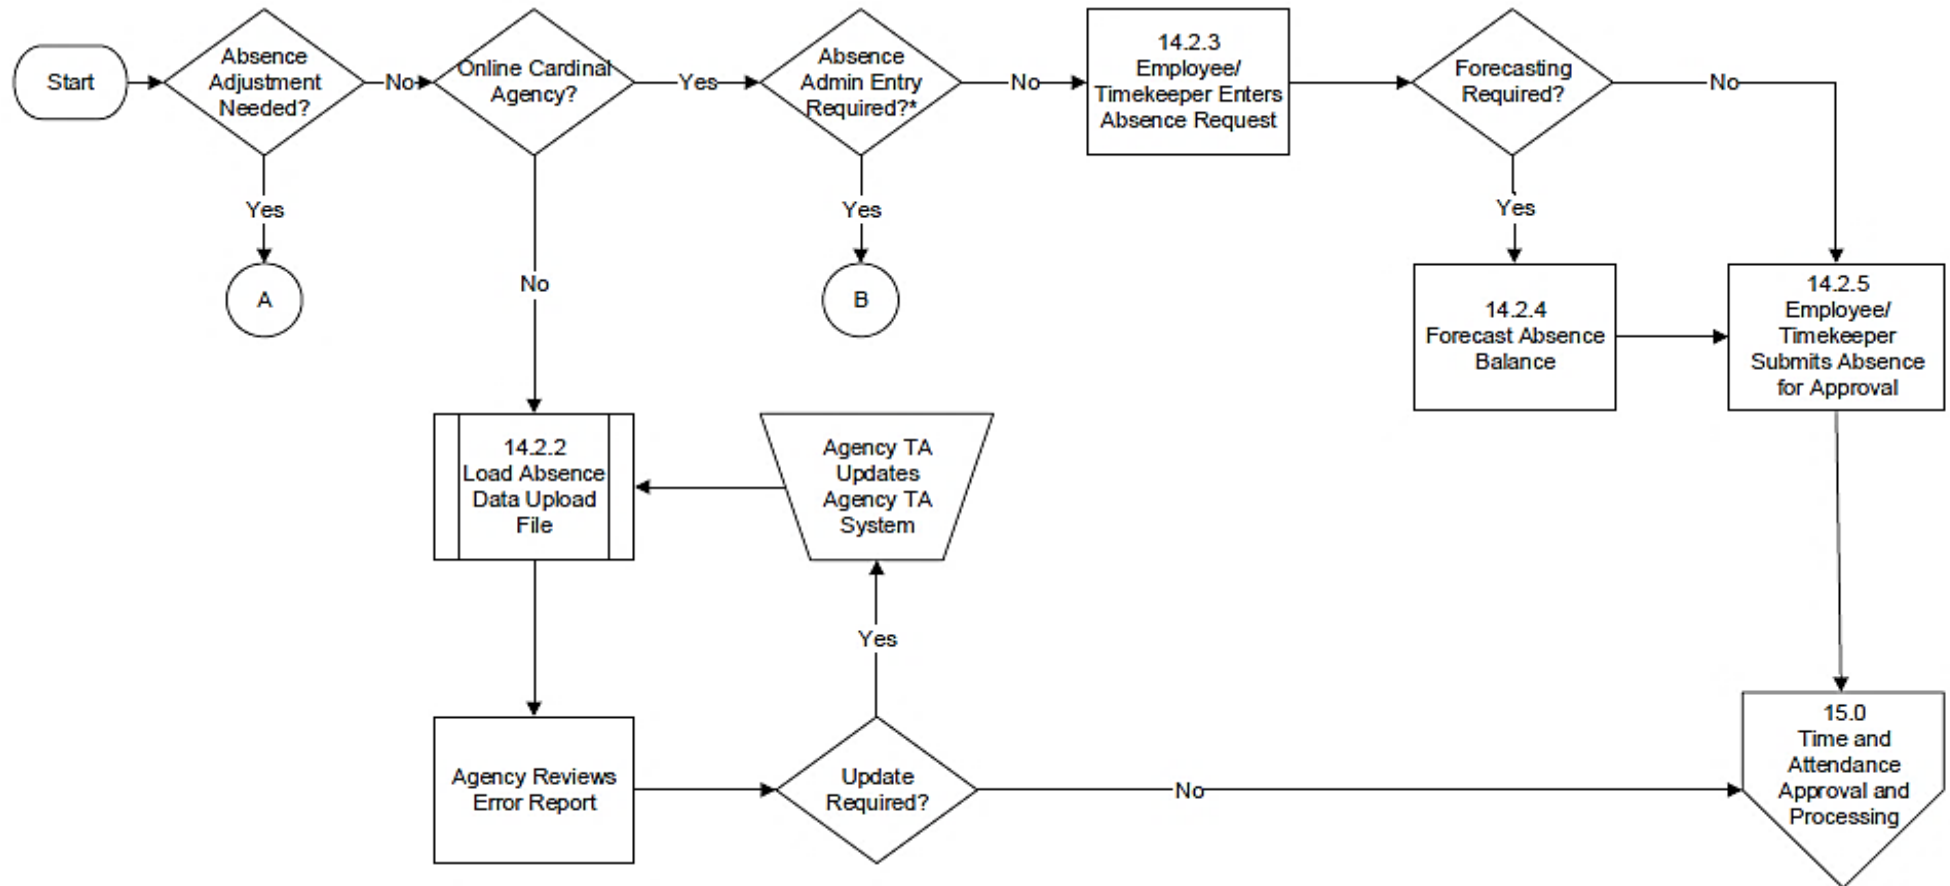 Start
Absence
Adjustment
Needed?
No
Online Cardinal
Agency?
Yes
Absence
Admin Entry
Required?*
No
14.2.3
Employee/
Timekeeper Enters
Absence Request
Forecasting
Required?
No
Yes
A
No
Yes
B
Yes
14.2.4
Forecast Absence
Balance
14.2.5
Employee/
Timekeeper
Submits Absence
for Approval
14.2.2
Load Absence
Data Upload
File
Agency TA
Updates
Agency TA
System
Yes
Agency Reviews
Error Report
Update
Required?
No
15.0
Time and
Attendance
Approval and
Processing